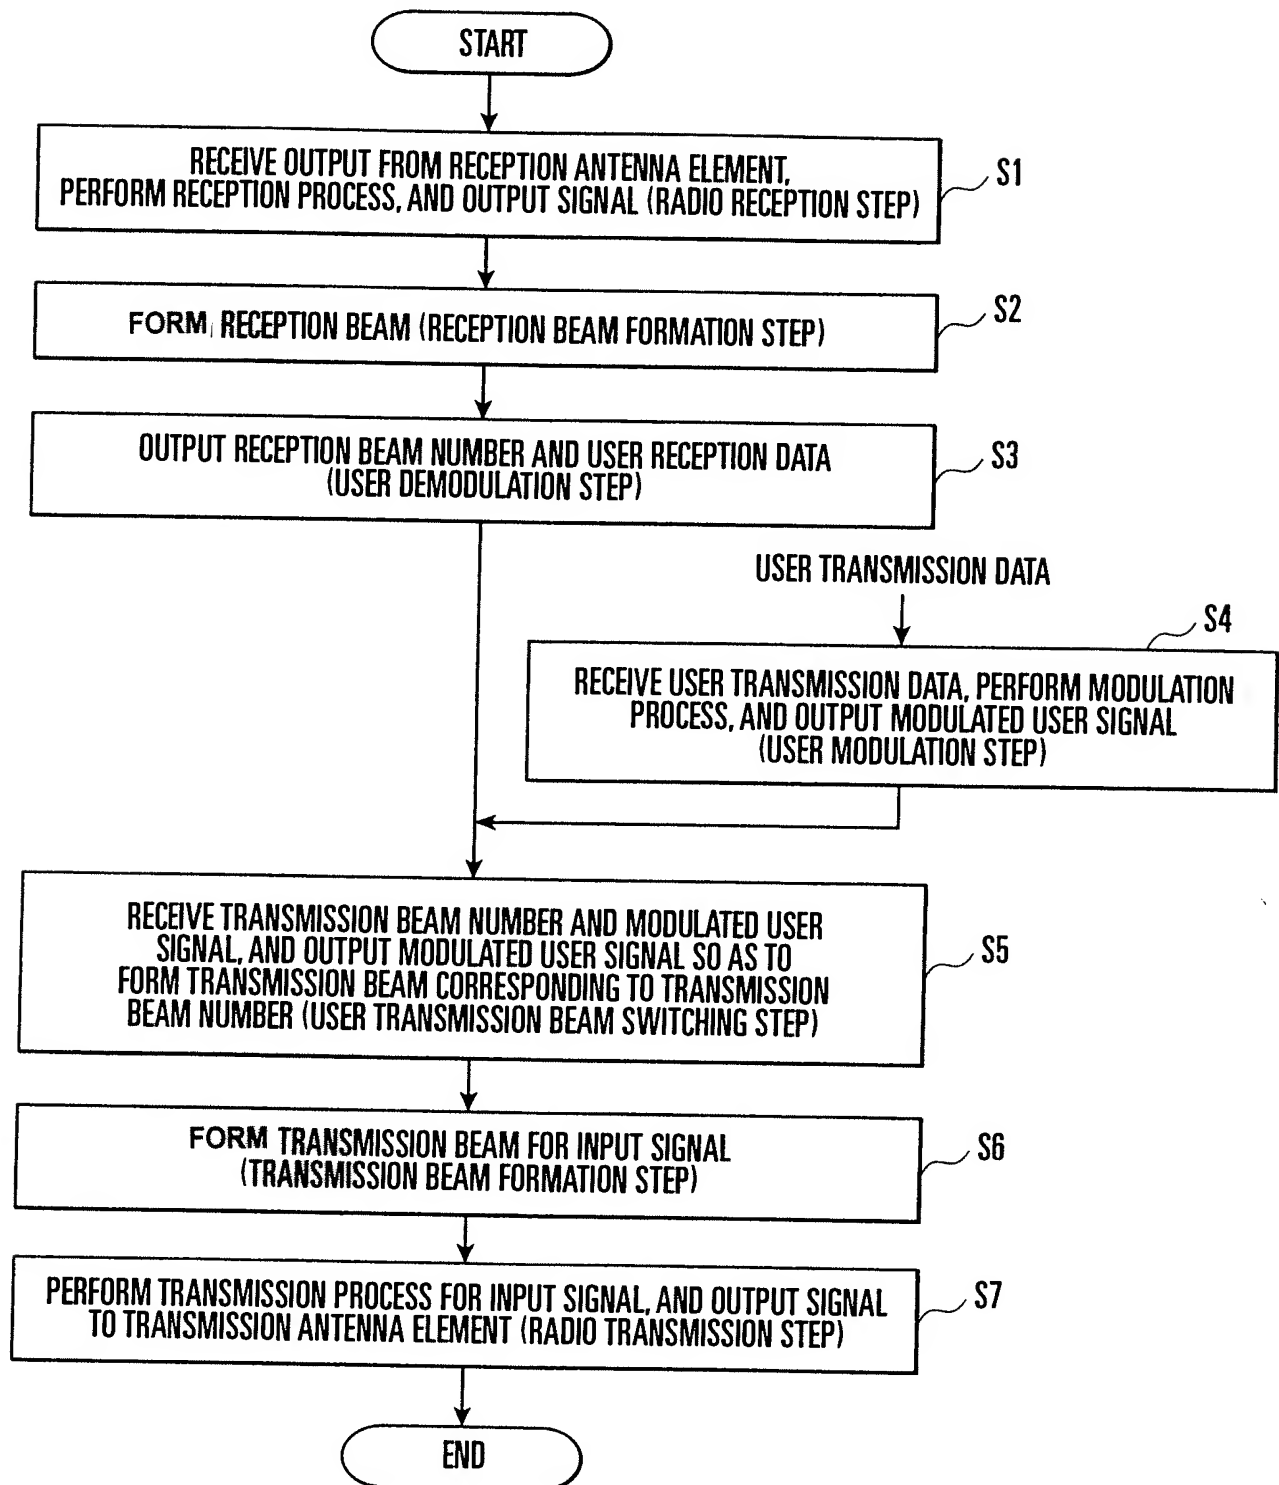 START
RECEIVE OUTPUT FROM RECEPTION ANTENNA ELEMENT,
PERFORM RECEPTION PROCESS, AND OUTPUT SIGNAL (RADIO RECEPTION STEP)
S1
FORM RECEPTION BEAM (RECEPTION BEAM FORMATION STEP)
S2
OUTPUT RECEPTION BEAM NUMBER AND USER RECEPTION DATA
(USER DEMODULATION STEP)
S3
USER TRANSMISSION DATA
S4
RECEIVE USER TRANSMISSION DATA, PERFORM MODULATION
PROCESS, AND OUTPUT MODULATED USER SIGNAL
(USER MODULATION STEP)
RECEIVE TRANSMISSION BEAM NUMBER AND MODULATED USER
SIGNAL, AND OUTPUT MODULATED USER SIGNAL SO AS TO
FORM TRANSMISSION BEAM CORRESPONDING TO TRANSMISSION
BEAM NUMBER (USER TRANSMISSION BEAM SWITCHING STEP)
S5
FORM TRANSMISSION BEAM FOR INPUT SIGNAL
(TRANSMISSION BEAM FORMATION STEP)
S6
PERFORM TRANSMISSION PROCESS FOR INPUT SIGNAL, AND OUTPUT SIGNAL
TO TRANSMISSION ANTENNA ELEMENT (RADIO TRANSMISSION STEP)
S7
END